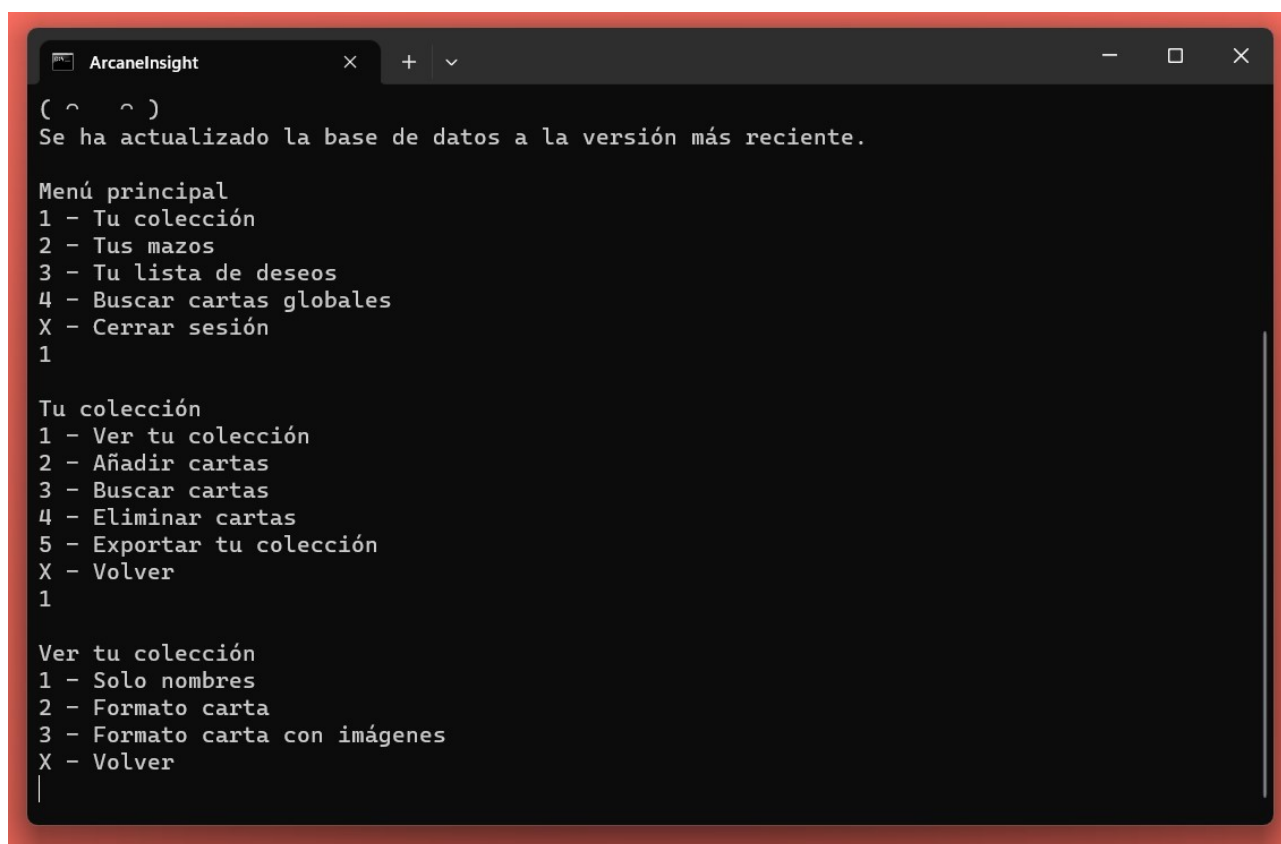 ArcaneInsight
( ⌒   ⌒ )
Se ha actualizado la base de datos a la versión más reciente.
Menú principal
1 - Tu colección
2 - Tus mazos
3 - Tu lista de deseos
4 - Buscar cartas globales
X - Cerrar sesión
1
Tu colección
1 - Ver tu colección
2 - Añadir cartas
3 - Buscar cartas
4 - Eliminar cartas
5 - Exportar tu colección
X - Volver
1
Ver tu colección
1 - Solo nombres
2 - Formato carta
3 - Formato carta con imágenes
X - Volver